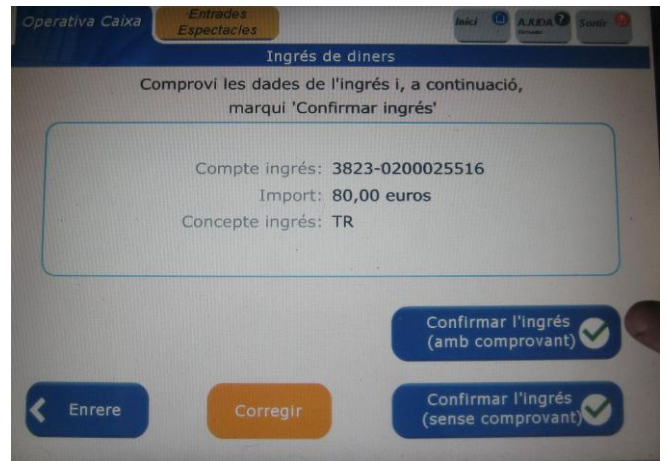 Operativa Caixa
Entrades
Espectacles
Inici
AJUDA
Sortir
Ingrés de diners
Comprovi les dades de l'ingrés i, a continuació,
marqui 'Confirmar ingrés'
Compte ingrés: 3823-0200025516
Import: 80,00 euros
Concepte ingrés: TR
Confirmar l'ingrés
(amb comprovant)
Enrere
Corregir
Confirmar l'ingrés
(sense comprovant)